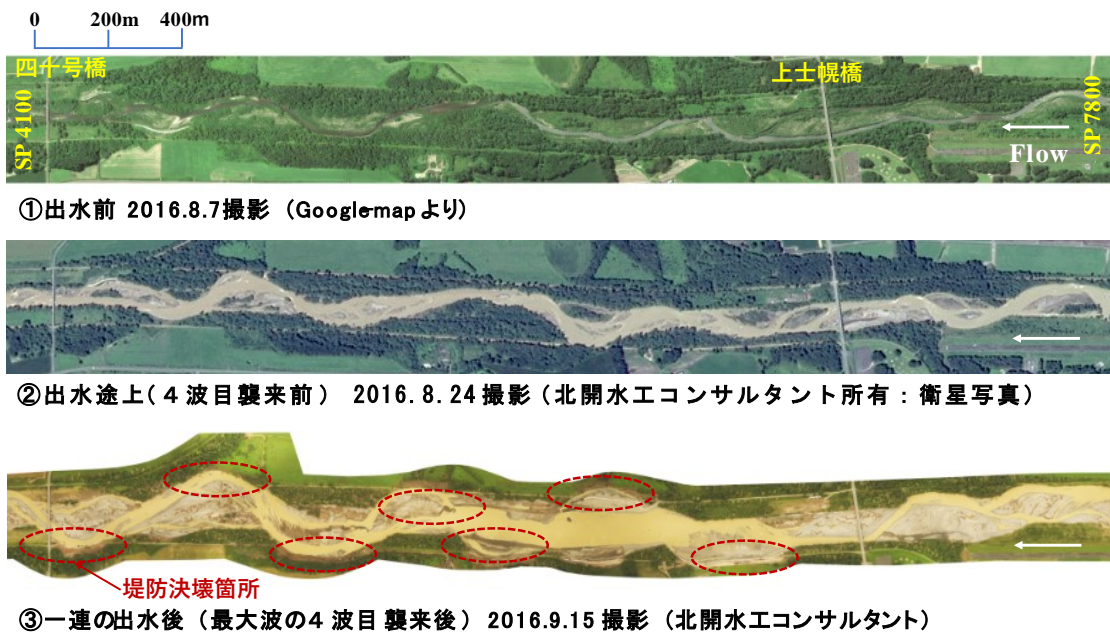 0 200m 400m
四十号橋
上士幌橋
SP 4100
SP 7800
Flow
①出水前 2016.8.7撮影 (Google-mapより)
②出水途上(４波目襲来前) 2016.8.24撮影(北開水工コンサルタント所有：衛星写真)
堤防決壊箇所
③一連の出水後（最大波の４波目襲来後）2016.9.15撮影（北開水工コンサルタント）